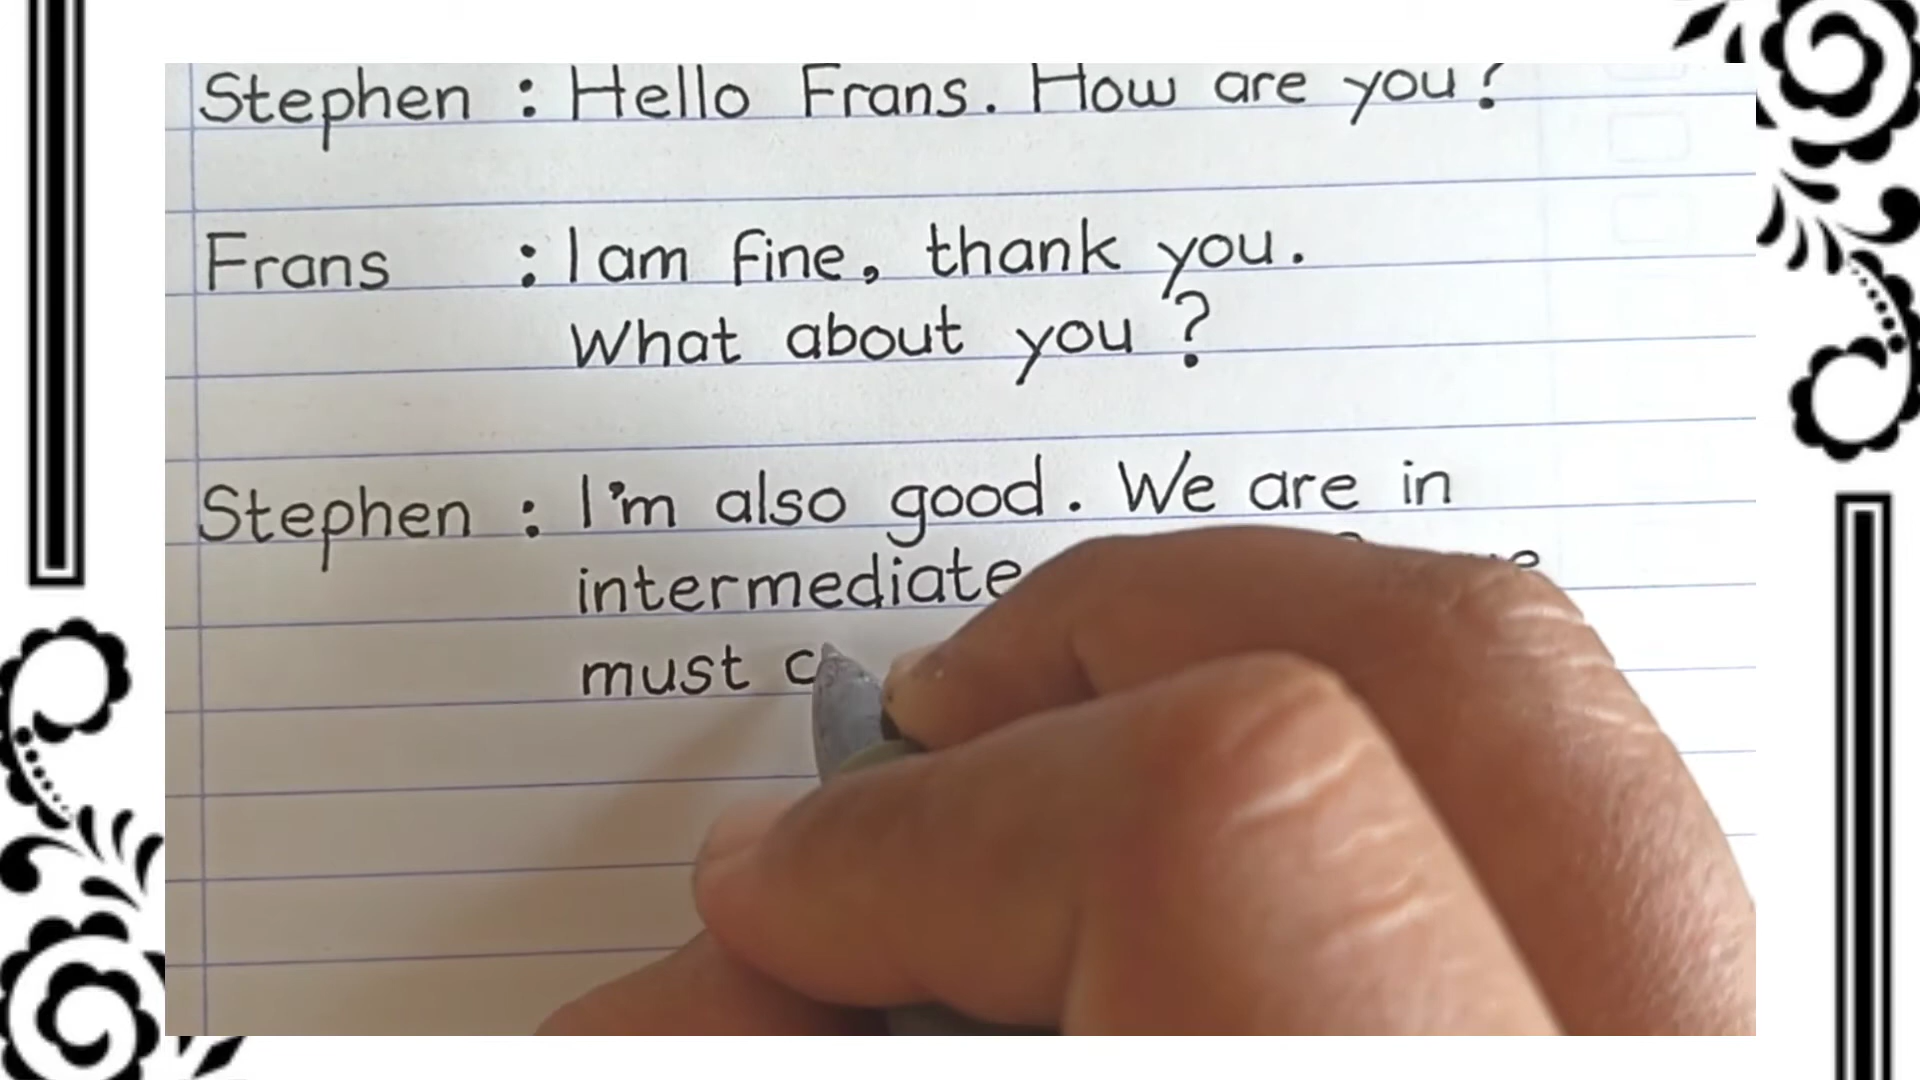 Stephen : Hello Frans. How are you?
Frans : I am fine, thank you.
What about you?
Stephen : I'm also good. We are in
intermediate
must